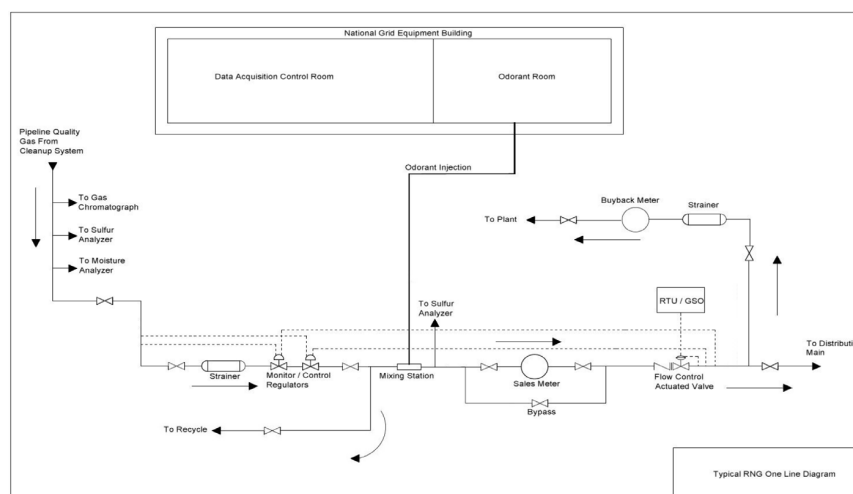 National Grid Equipment Building
Data Acquisition Control Room
Odorant Room
Pipeline Quality
Gas From
Cleanup System
Odorant Injection
To Gas
Chromatograph
To Sulfur
Analyzer
To Moisture
Analyzer
Buyback Meter
Strainer
To Plant
RTU / GSO
To Sulfur
Analyzer
To Distributi
Main
Strainer
Monitor / Control
Regulators
Mixing Station
Sales Meter
Flow Control
Actuated Valve
Bypass
To Recycle
Typical RNG One Line Diagram